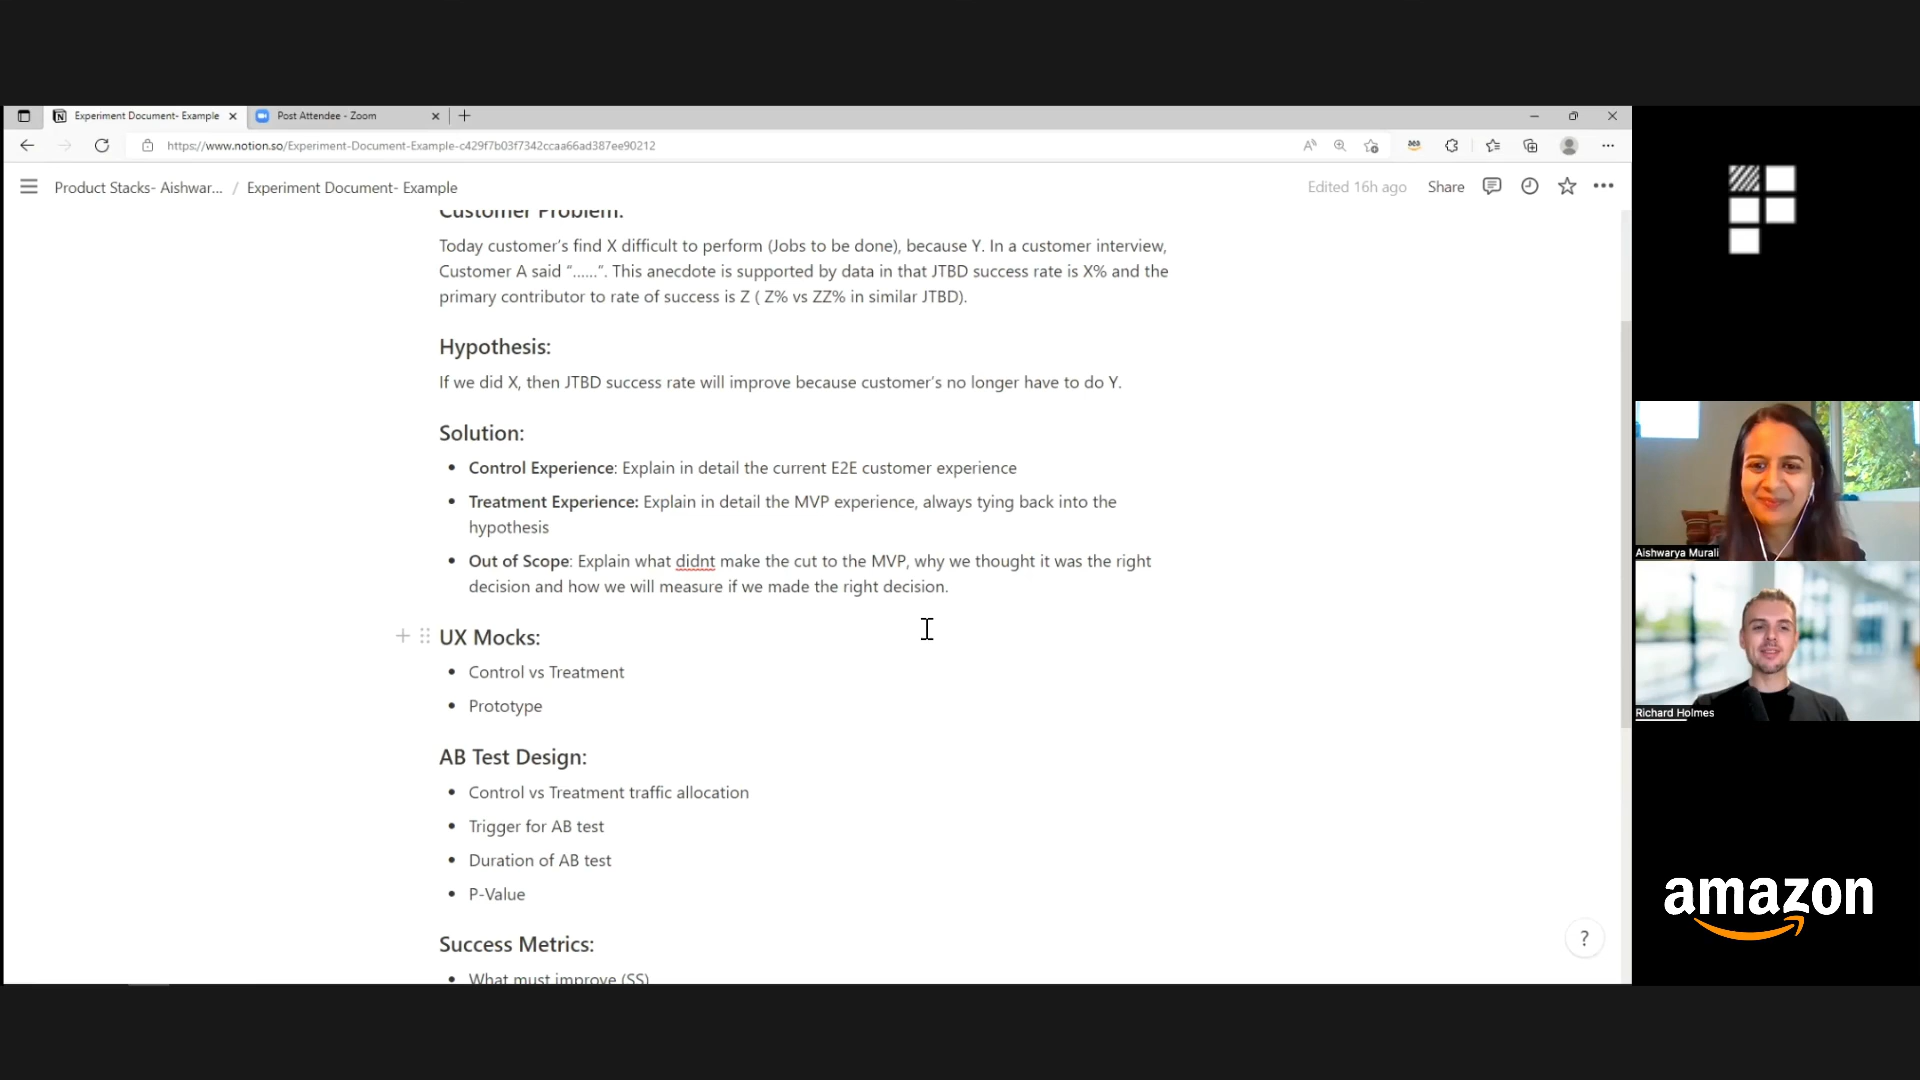 Experiment Document- Example
Post Attendee - Zoom
https://www.notion.so/Experiment-Document-Example-c429f7b03f7342ccaa66ad387ee90212
Product Stacks- Aishwar... / Experiment Document- Example
Edited 16h ago
Share
Customer Problem:
Today customer's find X difficult to perform (Jobs to be done), because Y. In a customer interview,
Customer A said “......”. This anecdote is supported by data in that JTBD success rate is X% and the
primary contributor to rate of success is Z ( Z% vs ZZ% in similar JTBD).
Hypothesis:
If we did X, then JTBD success rate will improve because customer's no longer have to do Y.
Solution:
• Control Experience: Explain in detail the current E2E customer experience
• Treatment Experience: Explain in detail the MVP experience, always tying back into the
hypothesis
• Out of Scope: Explain what didnt make the cut to the MVP, why we thought it was the right
decision and how we will measure if we made the right decision.
UX Mocks:
• Control vs Treatment
• Prototype
AB Test Design:
• Control vs Treatment traffic allocation
• Trigger for AB test
• Duration of AB test
• P-Value
Success Metrics:
• What must improve (SS)
?
Aishwarya Murali
Richard Holmes
amazon